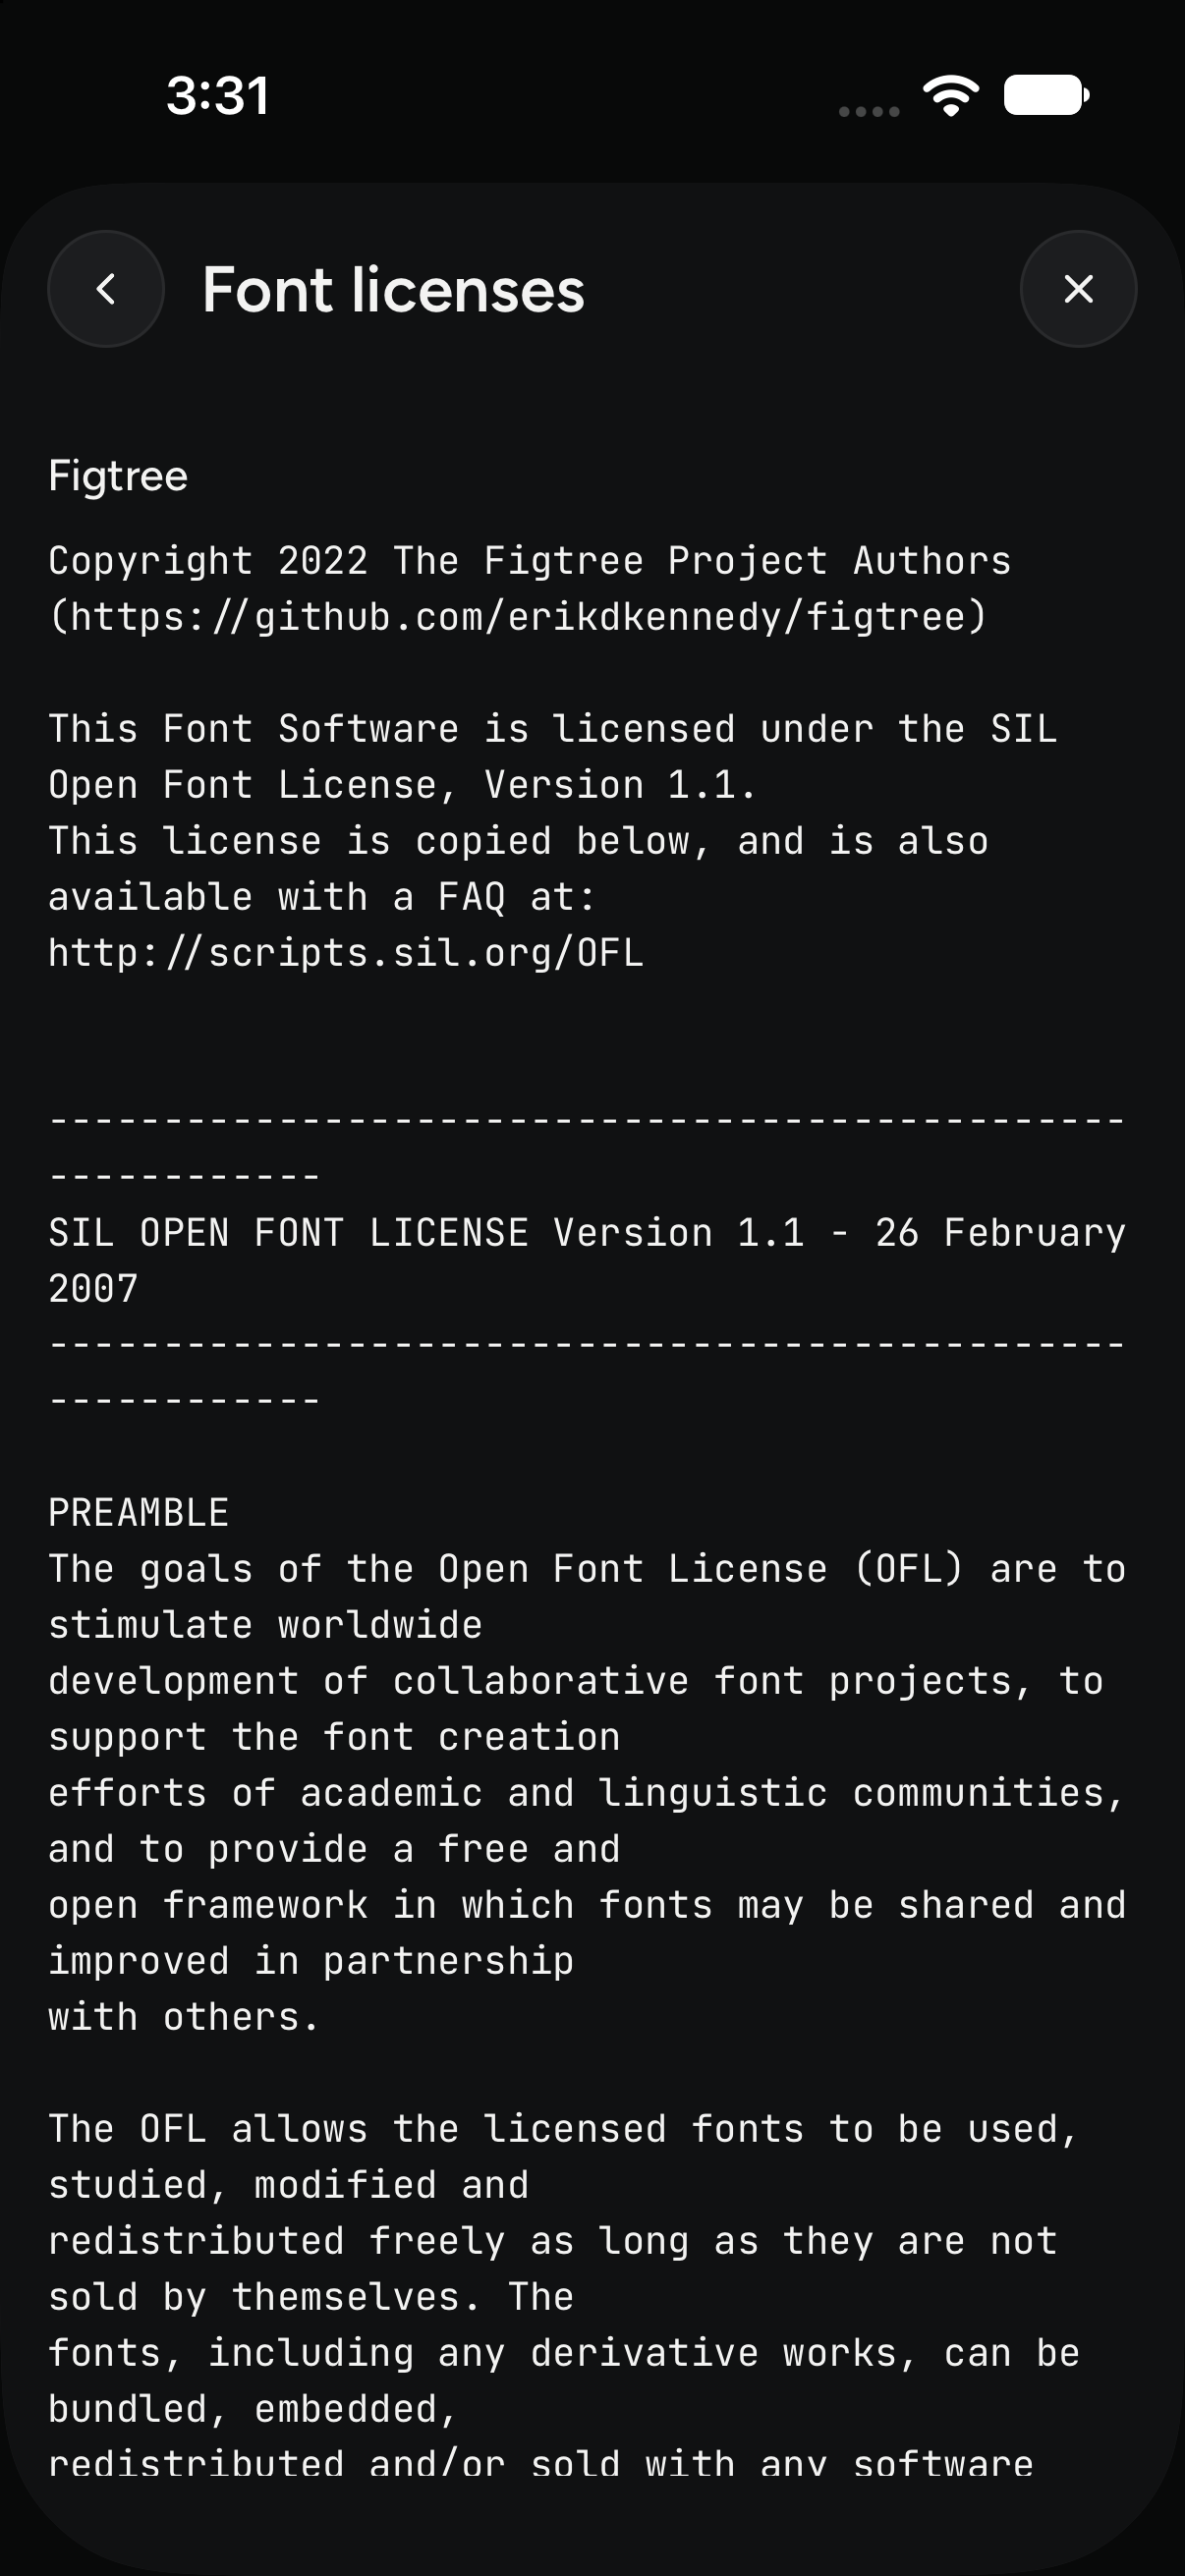 3:31
Font licenses
Figtree
Copyright 2022 The Figtree Project Authors
(https://github.com/erikdkennedy/figtree)
This Font Software is licensed under the SIL
Open Font License, Version 1.1.
This license is copied below, and is also
available with a FAQ at:
http://scripts.sil.org/OFL
-----------------------------------------------
------------
SIL OPEN FONT LICENSE Version 1.1 - 26 February
2007
-----------------------------------------------
------------
PREAMBLE
The goals of the Open Font License (OFL) are to
stimulate worldwide
development of collaborative font projects, to
support the font creation
efforts of academic and linguistic communities,
and to provide a free and
open framework in which fonts may be shared and
improved in partnership
with others.
The OFL allows the licensed fonts to be used,
studied, modified and
redistributed freely as long as they are not
sold by themselves. The
fonts, including any derivative works, can be
bundled, embedded,
redistributed and/or sold with any software